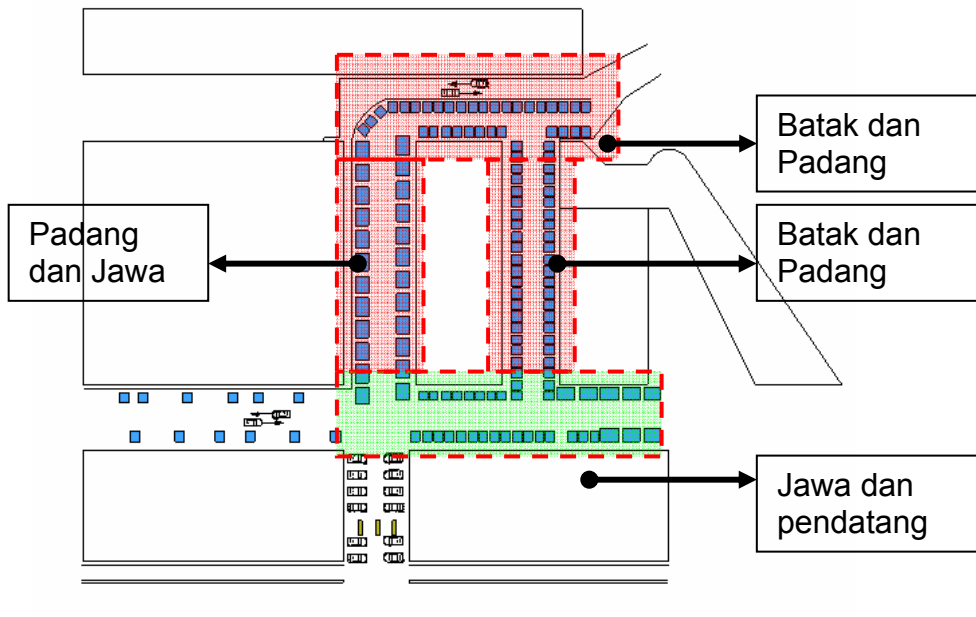 Batak dan
Padang
Padang
dan Jawa
Batak dan
Padang
Jawa dan
pendatang